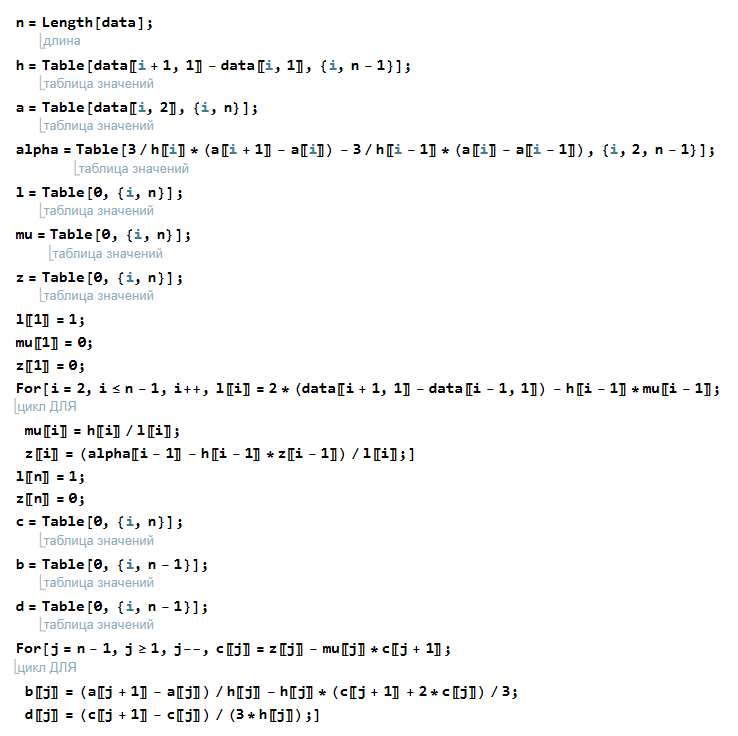 n = Length[data];
длина
h = Table[data〚i + 1, 1〛 - data〚i, 1〛, {i, n - 1}];
таблица значений
a = Table[data〚i, 2〛, {i, n}];
таблица значений
alpha = Table[3 / h〚i〛 * (a〚i + 1〛 - a〚i〛) - 3 / h〚i - 1〛 * (a〚i〛 - a〚i - 1〛), {i, 2, n - 1}];
таблица значений
l = Table[0, {i, n}];
таблица значений
mu = Table[0, {i, n}];
таблица значений
z = Table[0, {i, n}];
таблица значений
l〚1〛 = 1;
mu〚1〛 = 0;
z〚1〛 = 0;
For[i = 2, i ≤ n - 1, i++, l〚i〛 = 2 * (data〚i + 1, 1〛 - data〚i - 1, 1〛) - h〚i - 1〛 * mu〚i - 1〛;
цикл ДЛЯ
mu〚i〛 = h〚i〛 / l〚i〛;
z〚i〛 = (alpha〚i - 1〛 - h〚i - 1〛 * z〚i - 1〛) / l〚i〛;]
l〚n〛 = 1;
z〚n〛 = 0;
c = Table[0, {i, n}];
таблица значений
b = Table[0, {i, n - 1}];
таблица значений
d = Table[0, {i, n - 1}];
таблица значений
For[j = n - 1, j ≥ 1, j--, c〚j〛 = z〚j〛 - mu〚j〛 * c〚j + 1〛;
цикл ДЛЯ
b〚j〛 = (a〚j + 1〛 - a〚j〛) / h〚j〛 - h〚j〛 * (c〚j + 1〛 + 2 * c〚j〛) / 3;
d〚j〛 = (c〚j + 1〛 - c〚j〛) / (3 * h〚j〛);]